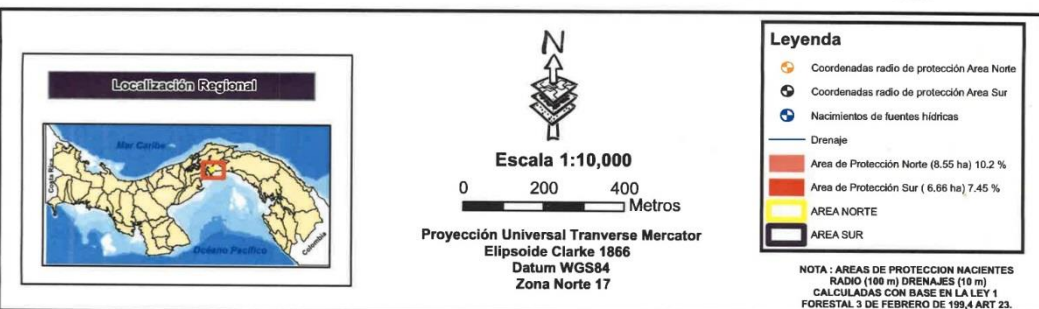 Localización Regional
Mar Caribe
Costa Rica
Océano Pacífico
Colombia
N
Escala 1:10,000
0 200 400
Metros
Proyección Universal Tranverse Mercator
Elipsoide Clarke 1866
Datum WGS84
Zona Norte 17
Leyenda
Coordenadas radio de protección Area Norte
Coordenadas radio de protección Area Sur
Nacimientos de fuentes hídricas
Drenaje
Area de Protección Norte (8.55 ha) 10.2 %
Area de Protección Sur ( 6.66 ha) 7.45 %
AREA NORTE
AREA SUR
NOTA : AREAS DE PROTECCION NACIENTES
RADIO (100 m) DRENAJES (10 m)
CALCULADAS CON BASE EN LA LEY 1
FORESTAL 3 DE FEBRERO DE 199,4 ART 23.